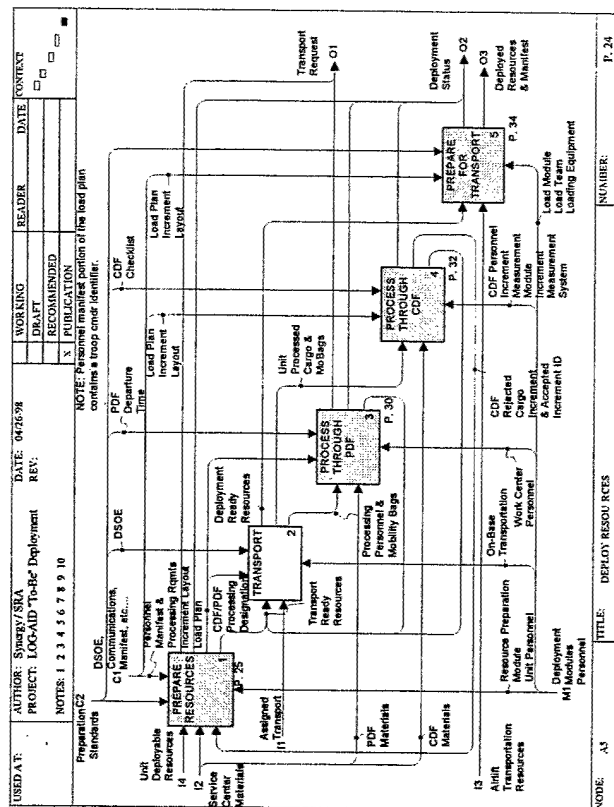 USED AT:
AUTHOR: Synergy/ SRA
PROJECT: LOG-AID "To-Be" Deployment
NOTES: 1 2 3 4 5 6 7 8 9 10
DATE: 04/26/98
REV:
WORKING
DRAFT
RECOMMENDED
X PUBLICATION
READER
DATE
CONTEXT
NOTE: Personnel manifest portion of the load plan
contains a troop cmdr identifier.
Preparation C2
Standards
DSOE,
Communications,
C1 Manifest, etc...
DSOE
PDF
Departure
Time
CDF
Checklist
Load Plan
Increment
Layout
Load Plan
Increment
Layout
Transport
Request
O1
Unit
Deployable
Resources
I4
I2
Service
Center
Materials
Personnel
Manifest &
Processing Rqmts
Increment Layout
Load Plan
PREPARE
RESOURCES
1
P. 25
CDF/PDF
Processing
Designation
Deployment
Ready
Resources
TRANSPORT
2
Assigned
Transport
I1
Transport
Ready
Resources
Unit
Processed
Cargo &
MoBags
PROCESS
THROUGH
PDF
3
P. 30
Processing
Personnel &
Mobility Bags
PROCESS
THROUGH
CDF
4
P. 32
PREPARE
FOR
TRANSPORT
5
P. 34
Deployment
Status
O2
O3
Deployed
Resources
& Manifest
PDF
Materials
CDF
Materials
I3
Airlift
Transportation
Resources
Resource Preparation
Module
Unit Personnel
M1 Deployment
Modules
Personnel
On-Base
Transportation
Work Center
Personnel
CDF
Rejected
Cargo
Increment
& Accepted
Increment ID
CDF Personnel
Increment
Measurement
Module
Increment
Measurement
System
Load Module
Load Team
Loading Equipment
NODE: A3
TITLE: DEPLOY RESOURCES
NUMBER:
P. 24